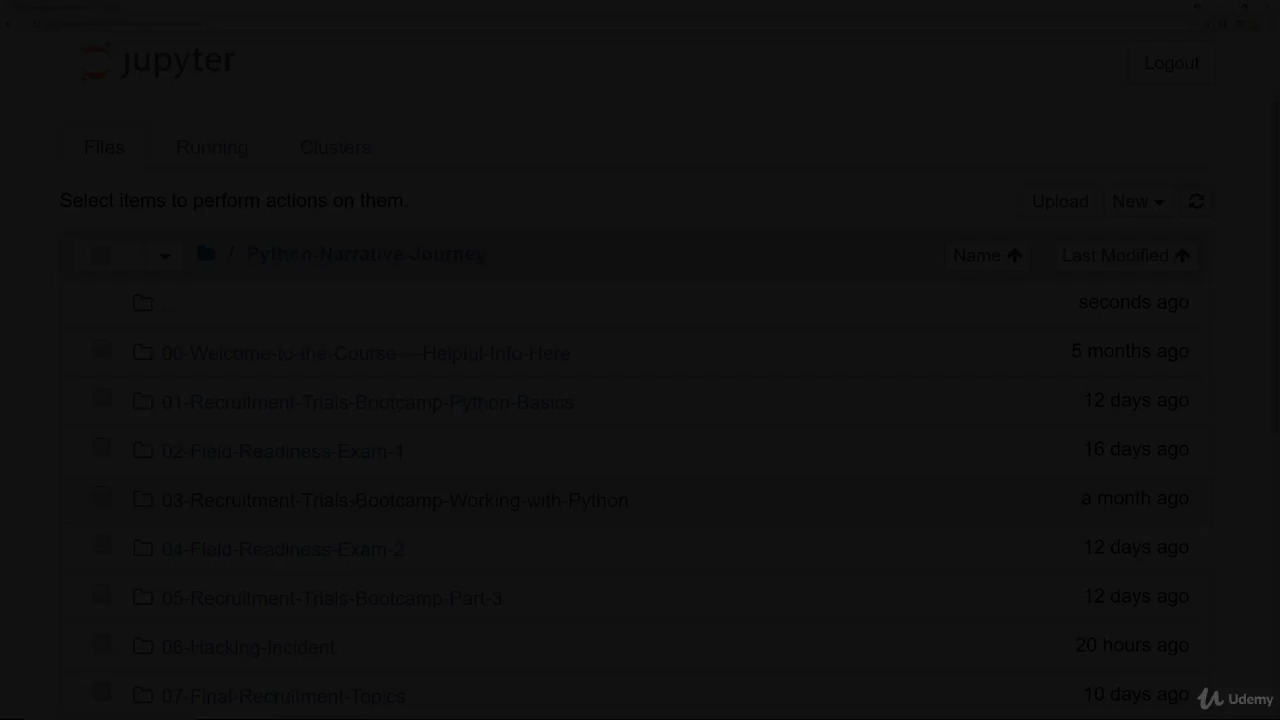 jupyter
Logout
Files
Running
Clusters
Select items to perform actions on them.
Upload
New
/ Python-Narrative-Journey
Name
Last Modified
..
seconds ago
00-Welcome-to-the-Course---Helpful-Info-Here
5 months ago
01-Recruitment-Trials-Bootcamp-Python-Basics
12 days ago
02-Field-Readiness-Exam-1
16 days ago
03-Recruitment-Trials-Bootcamp-Working-with-Python
a month ago
04-Field-Readiness-Exam-2
12 days ago
05-Recruitment-Trials-Bootcamp-Part-3
12 days ago
06-Hacking-Incident
20 hours ago
07-Final-Recruitment-Topics
10 days ago
Udemy